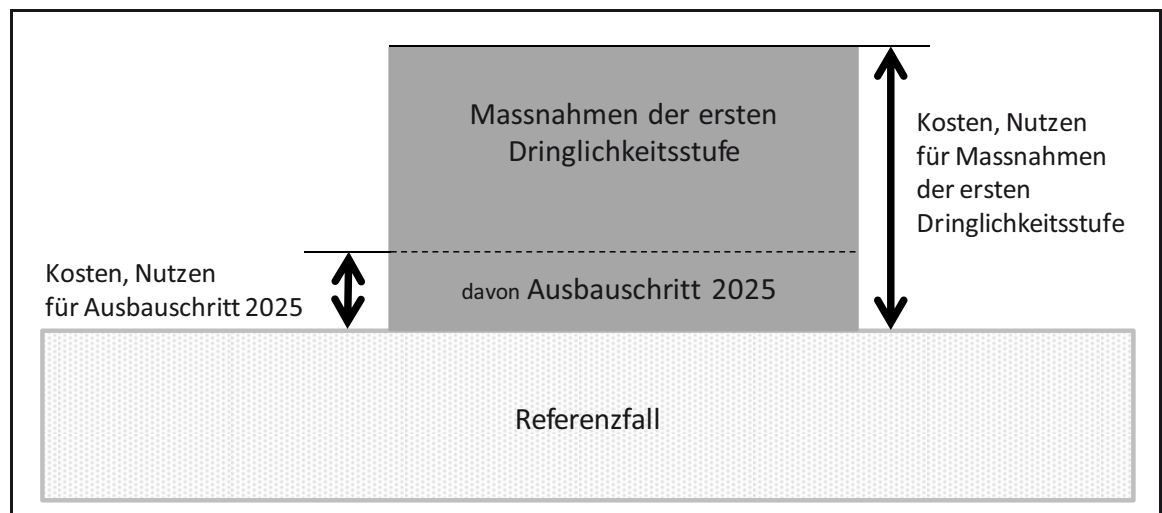 Massnahmen der ersten
Dringlichkeitsstufe
Kosten, Nutzen
für Massnahmen
der ersten
Dringlichkeitsstufe
Kosten, Nutzen
für Ausbauschritt 2025
davon Ausbauschritt 2025
Referenzfall